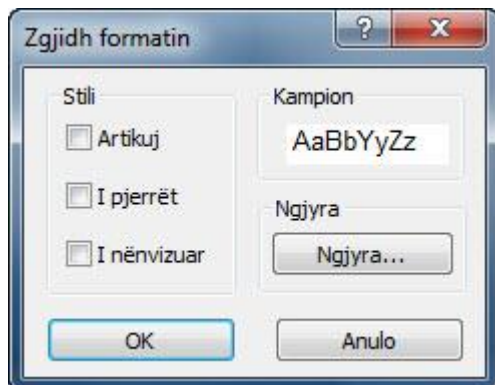 Zgjidh formatin
?
Stili
Artikuj
I pjerrët
I nënvizuar
Kampion
AaBbYyZz
Ngjyra
Ngjyra...
OK
Anulo